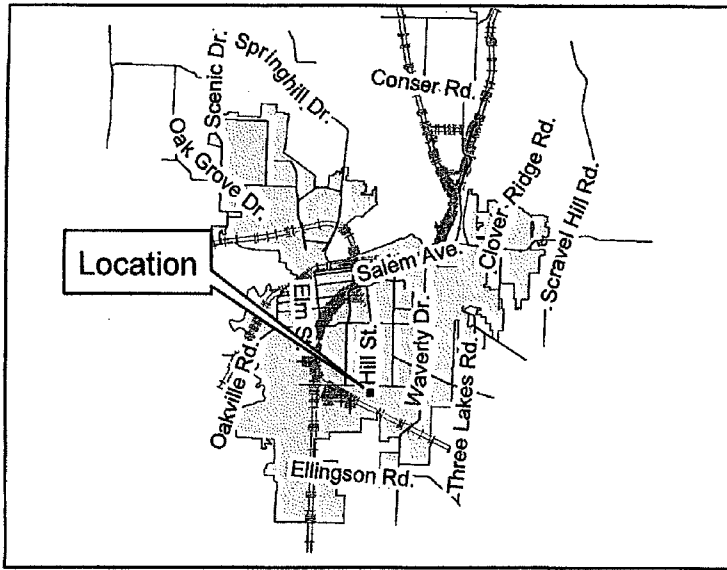 Scenic Dr.
Springhill Dr.
Conser Rd.
Oak Grove Dr.
Clover Ridge Rd.
Scravel Hill Rd.
Location
Salem Ave.
Elm St.
Hill St.
Waverly Dr.
Oakville Rd.
Three Lakes Rd.
Ellingson Rd.